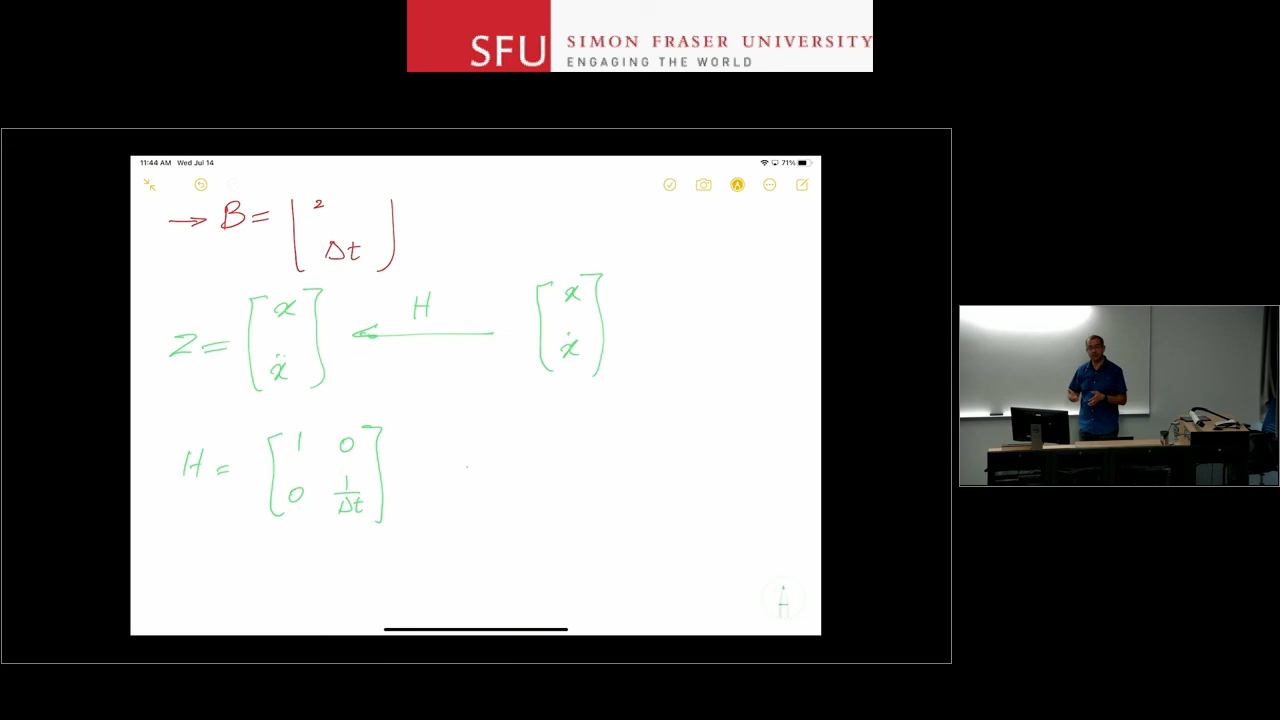 SFU SIMON FRASER UNIVERSITY
ENGAGING THE WORLD
11:44 AM Wed Jul 14
71%
→ B = [ 2
Δt ]
Z = [ x
ẍ ] ← H [ x
ẋ ]
H = [ 1 0
0 1/Δt ]